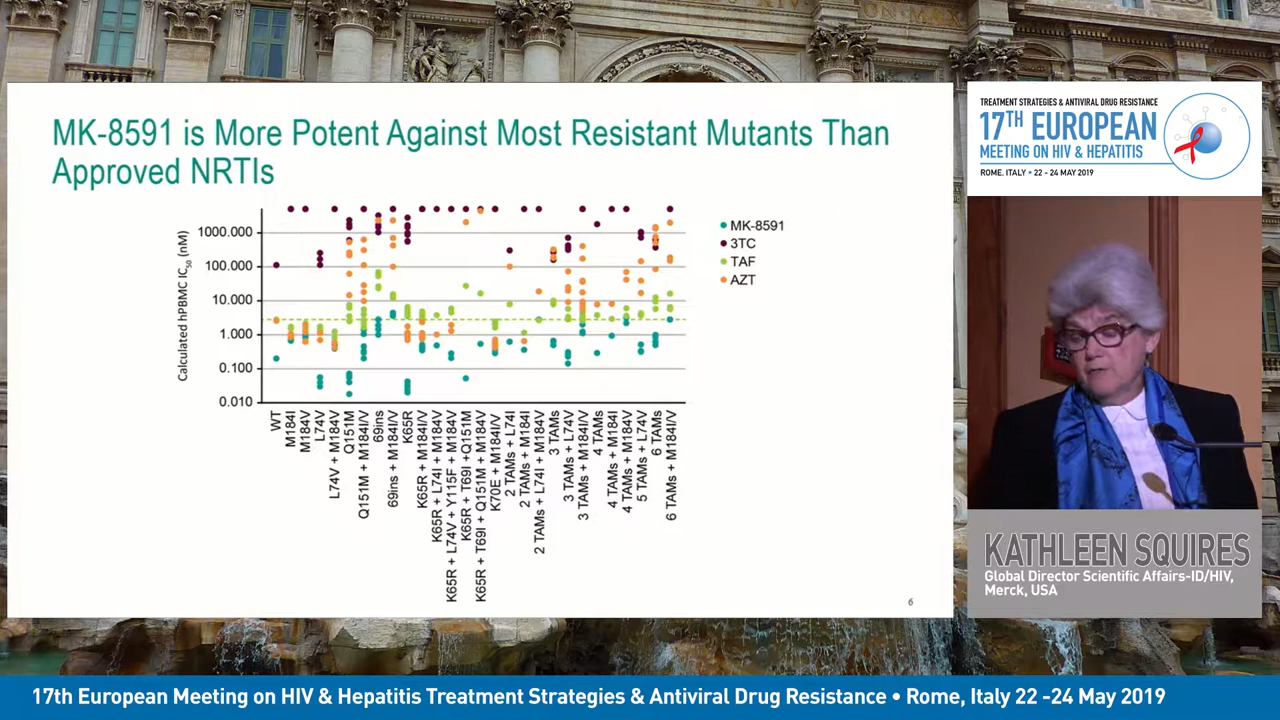 MK-8591 is More Potent Against Most Resistant Mutants Than
Approved NRTIs
Calculated hPBMC IC50 (nM)
1000.000
100.000
10.000
1.000
0.100
0.010
MK-8591
3TC
TAF
AZT
WT
M184I
M184V
L74V
L74V + M184V
Q151M
Q151M + M184I/V
69ins
69ins + M184I/V
K65R
K65R + M184I/V
K65R + L74I + M184V
K65R + L74V + Y115F + M184V
K65R + T69I +Q151M
K65R + T69I + Q151M + M184V
K70E + M184I/V
2 TAMs + L74I
2 TAMs + M184I
2 TAMs + L74I + M184V
3 TAMs
3 TAMs + L74V
3 TAMs + M184I/V
4 TAMs
4 TAMs + M184I
4 TAMs + M184V
5 TAMs + L74V
6 TAMs
6 TAMs + M184I/V
6
TREATMENT STRATEGIES & ANTIVIRAL DRUG RESISTANCE
17TH EUROPEAN
MEETING ON HIV & HEPATITIS
ROME, ITALY • 22 - 24 MAY 2019
KATHLEEN SQUIRES
Global Director Scientific Affairs-ID/HIV,
Merck, USA
17th European Meeting on HIV & Hepatitis Treatment Strategies & Antiviral Drug Resistance • Rome, Italy 22 -24 May 2019